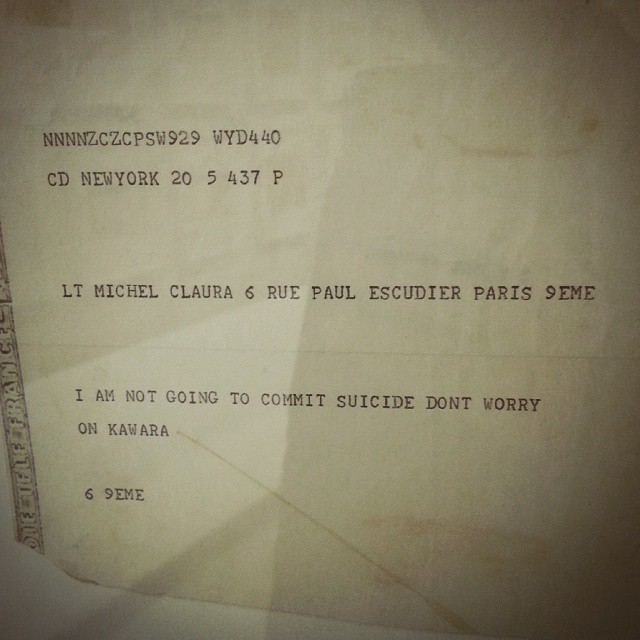 NNNNZCZCPSW929 WYD440
CD NEWYORK 20 5 437 P
LT MICHEL CLAURA 6 RUE PAUL ESCUDIER PARIS 9EME
I AM NOT GOING TO COMMIT SUICIDE DONT WORRY
ON KAWARA
6 9EME